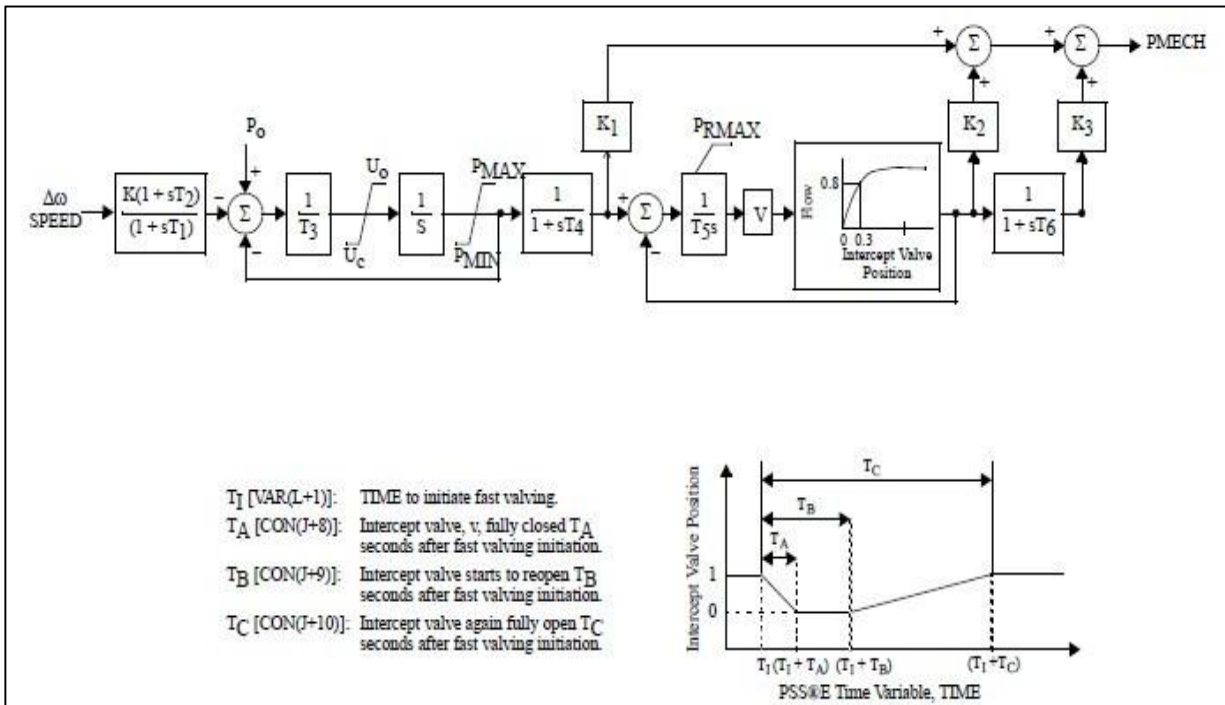 PMECH
Σ
Σ
+
+
+
+
K1
K2
K3
Po
Uo
PMAX
PRMAX
Δω
SPEED
K(1 + sT2)
(1 + sT1)
−
+
Σ
−
1
T3
Uc
1
S
PMIN
1
1 + sT4
+
Σ
−
1
T5s
V
Flow
0.8
0 0.3
Intercept Valve
Position
1
1 + sT6
TI [VAR(L+1)]: TIME to initiate fast valving.
TA [CON(J+8)]: Intercept valve, v, fully closed TA
seconds after fast valving initiation.
TB [CON(J+9)]: Intercept valve starts to reopen TB
seconds after fast valving initiation.
TC [CON(J+10)]: Intercept valve again fully open TC
seconds after fast valving initiation.
Intercept Valve Position
TC
TB
TA
1
0
TI (TI + TA) (TI + TB) (TI +TC)
PSS®E Time Variable, TIME